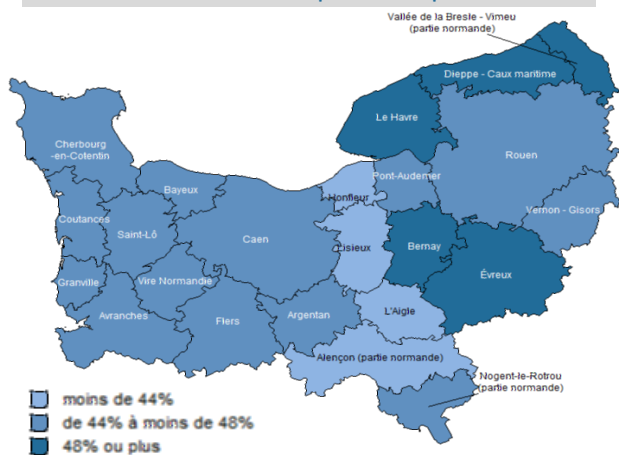 Vallée de la Bresle - Vimeu
(partie normande)
Dieppe - Caux maritime
Le Havre
Cherbourg
-en-Cotentin
Rouen
Pont-Audemer
Bayeux
Honfleur
Vernon - Gisors
Coutances
Saint-Lô
Caen
Lisieux
Bernay
Évreux
Granville
Vire Normandie
L'Aigle
Avranches
Flers
Argentan
Alençon (partie normande)
Nogent-le-Rotrou
(partie normande)
moins de 44%
de 44% à moins de 48%
48% ou plus